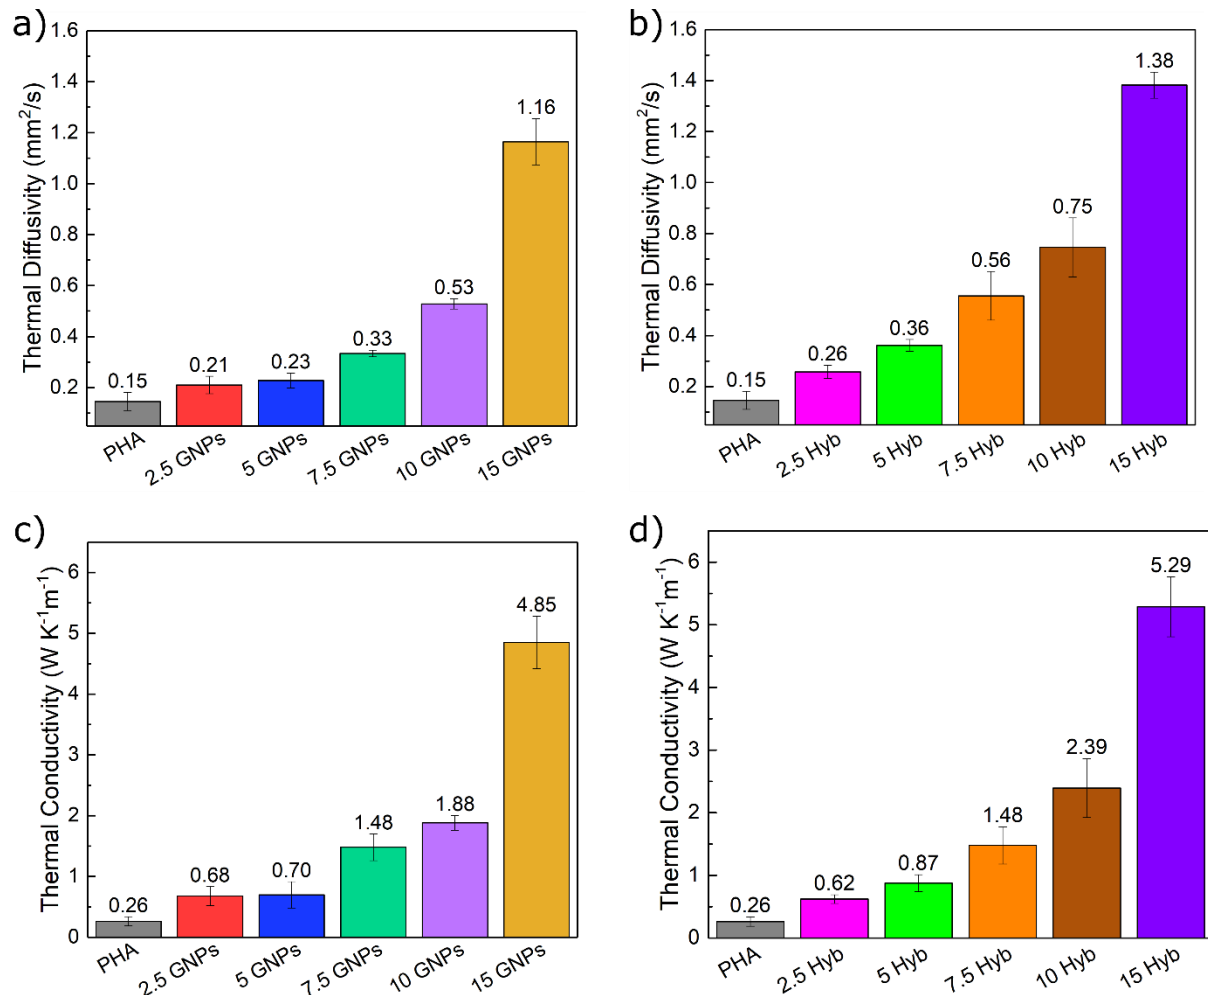 a)
Thermal Diffusivity (mm²/s)
1.6
1.4
1.2
1.0
0.8
0.6
0.4
0.2
0.15
0.21
0.23
0.33
0.53
1.16
PHA
2.5 GNPs
5 GNPs
7.5 GNPs
10 GNPs
15 GNPs
b)
Thermal Diffusivity (mm²/s)
1.6
1.4
1.2
1.0
0.8
0.6
0.4
0.2
0.15
0.26
0.36
0.56
0.75
1.38
PHA
2.5 Hyb
5 Hyb
7.5 Hyb
10 Hyb
15 Hyb
c)
Thermal Conductivity (W K⁻¹m⁻¹)
6
5
4
3
2
1
0
0.26
0.68
0.70
1.48
1.88
4.85
PHA
2.5 GNPs
5 GNPs
7.5 GNPs
10 GNPs
15 GNPs
d)
Thermal Conductivity (W K⁻¹m⁻¹)
6
5
4
3
2
1
0
0.26
0.62
0.87
1.48
2.39
5.29
PHA
2.5 Hyb
5 Hyb
7.5 Hyb
10 Hyb
15 Hyb